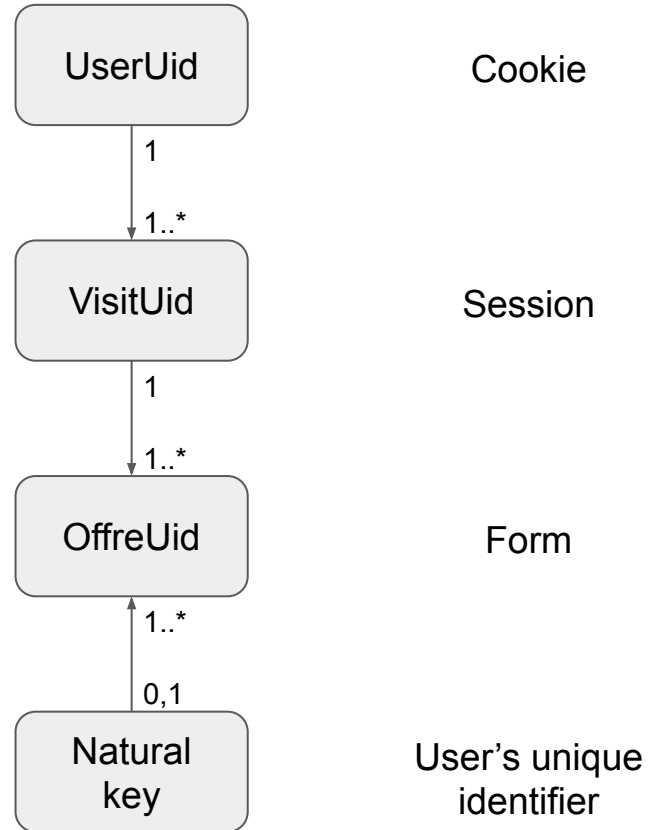 UserUid
Cookie
1
1..*
VisitUid
Session
1
1..*
OffreUid
Form
1..*
0,1
Natural
key
User’s unique
identifier